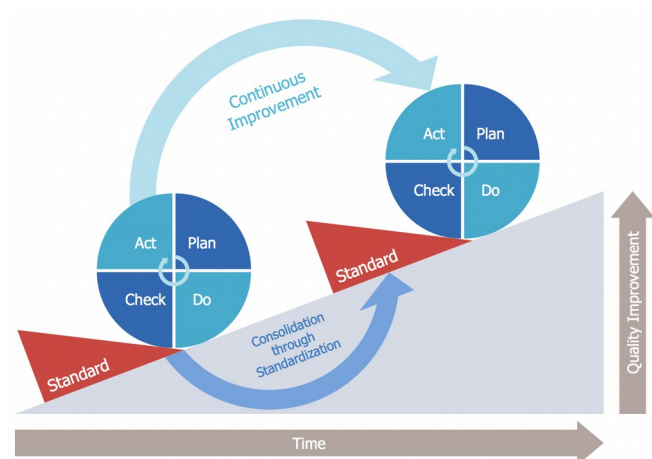 Continuous
Improvement
Act
Plan
Check
Do
Standard
Act
Plan
Check
Do
Standard
Consolidation
through
Standardization
Quality Improvement
Time